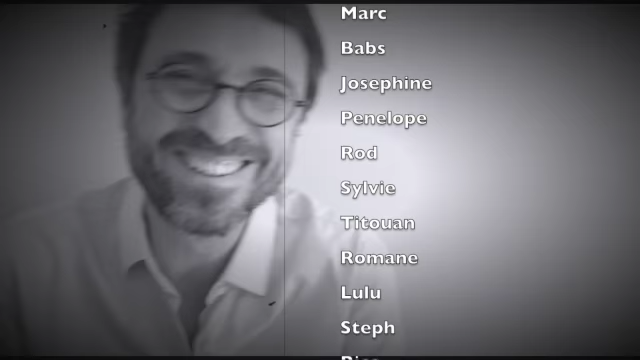 Marc
Babs
Josephine
Penelope
Rod
Sylvie
Titouan
Romane
Lulu
Steph